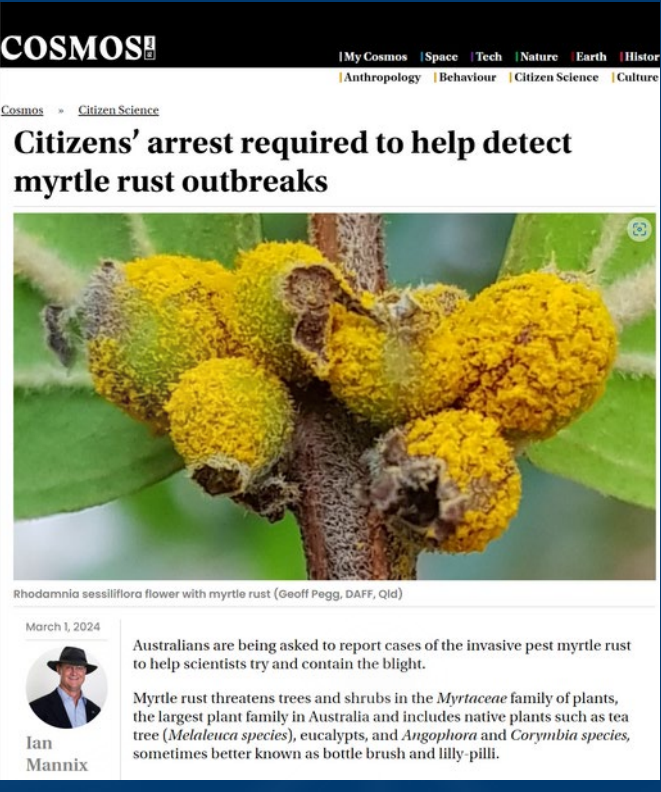 COSMOS
My Cosmos Space Tech Nature Earth Histor
Anthropology Behaviour Citizen Science Culture
Cosmos » Citizen Science
Citizens’ arrest required to help detect
myrtle rust outbreaks
Rhodamnia sessiliflora flower with myrtle rust (Geoff Pegg, DAFF, Qld)
March 1, 2024
Ian
Mannix
Australians are being asked to report cases of the invasive pest myrtle rust
to help scientists try and contain the blight.
Myrtle rust threatens trees and shrubs in the Myrtaceae family of plants,
the largest plant family in Australia and includes native plants such as tea
tree (Melaleuca species), eucalypts, and Angophora and Corymbia species,
sometimes better known as bottle brush and lilly-pilli.